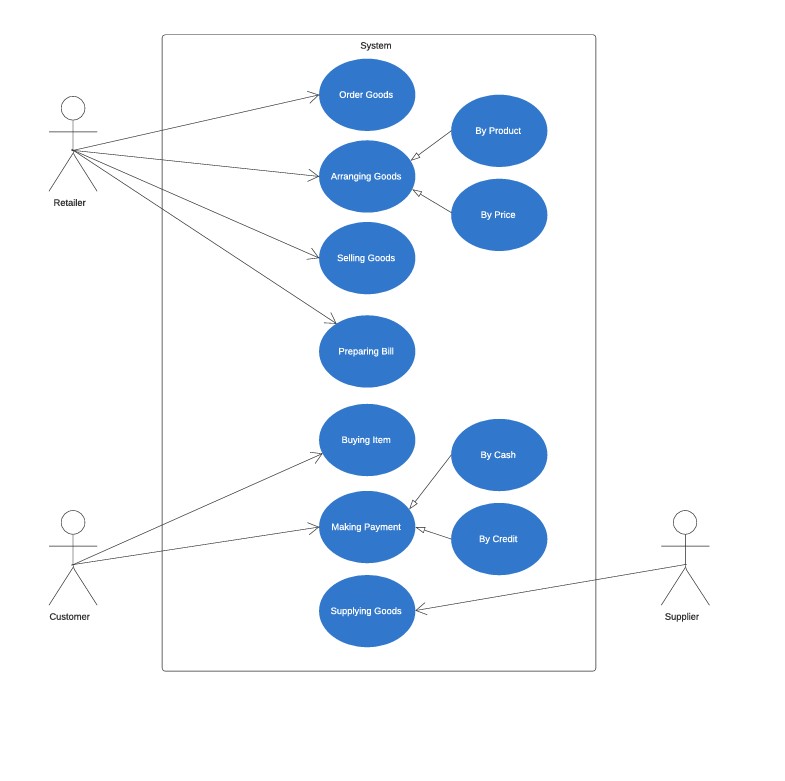 System
Order Goods
By Product
Arranging Goods
Retailer
By Price
Selling Goods
Preparing Bill
Buying Item
By Cash
Making Payment
By Credit
Supplying Goods
Customer
Supplier